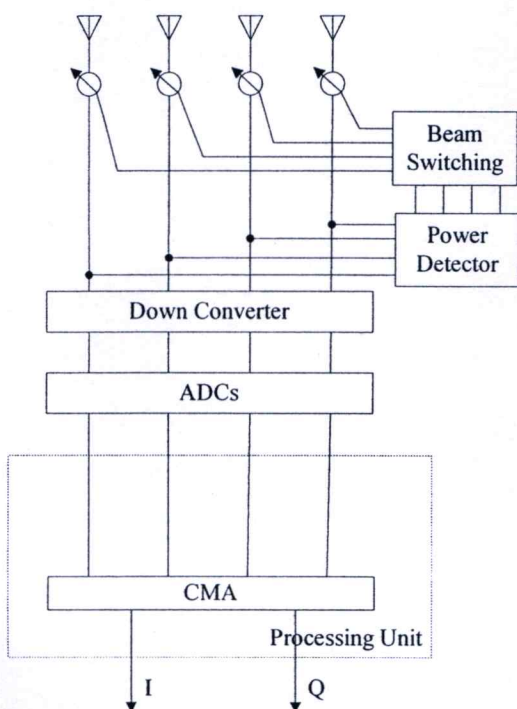 Beam
Switching
Power
Detector
Down Converter
ADCs
CMA
Processing Unit
I
Q